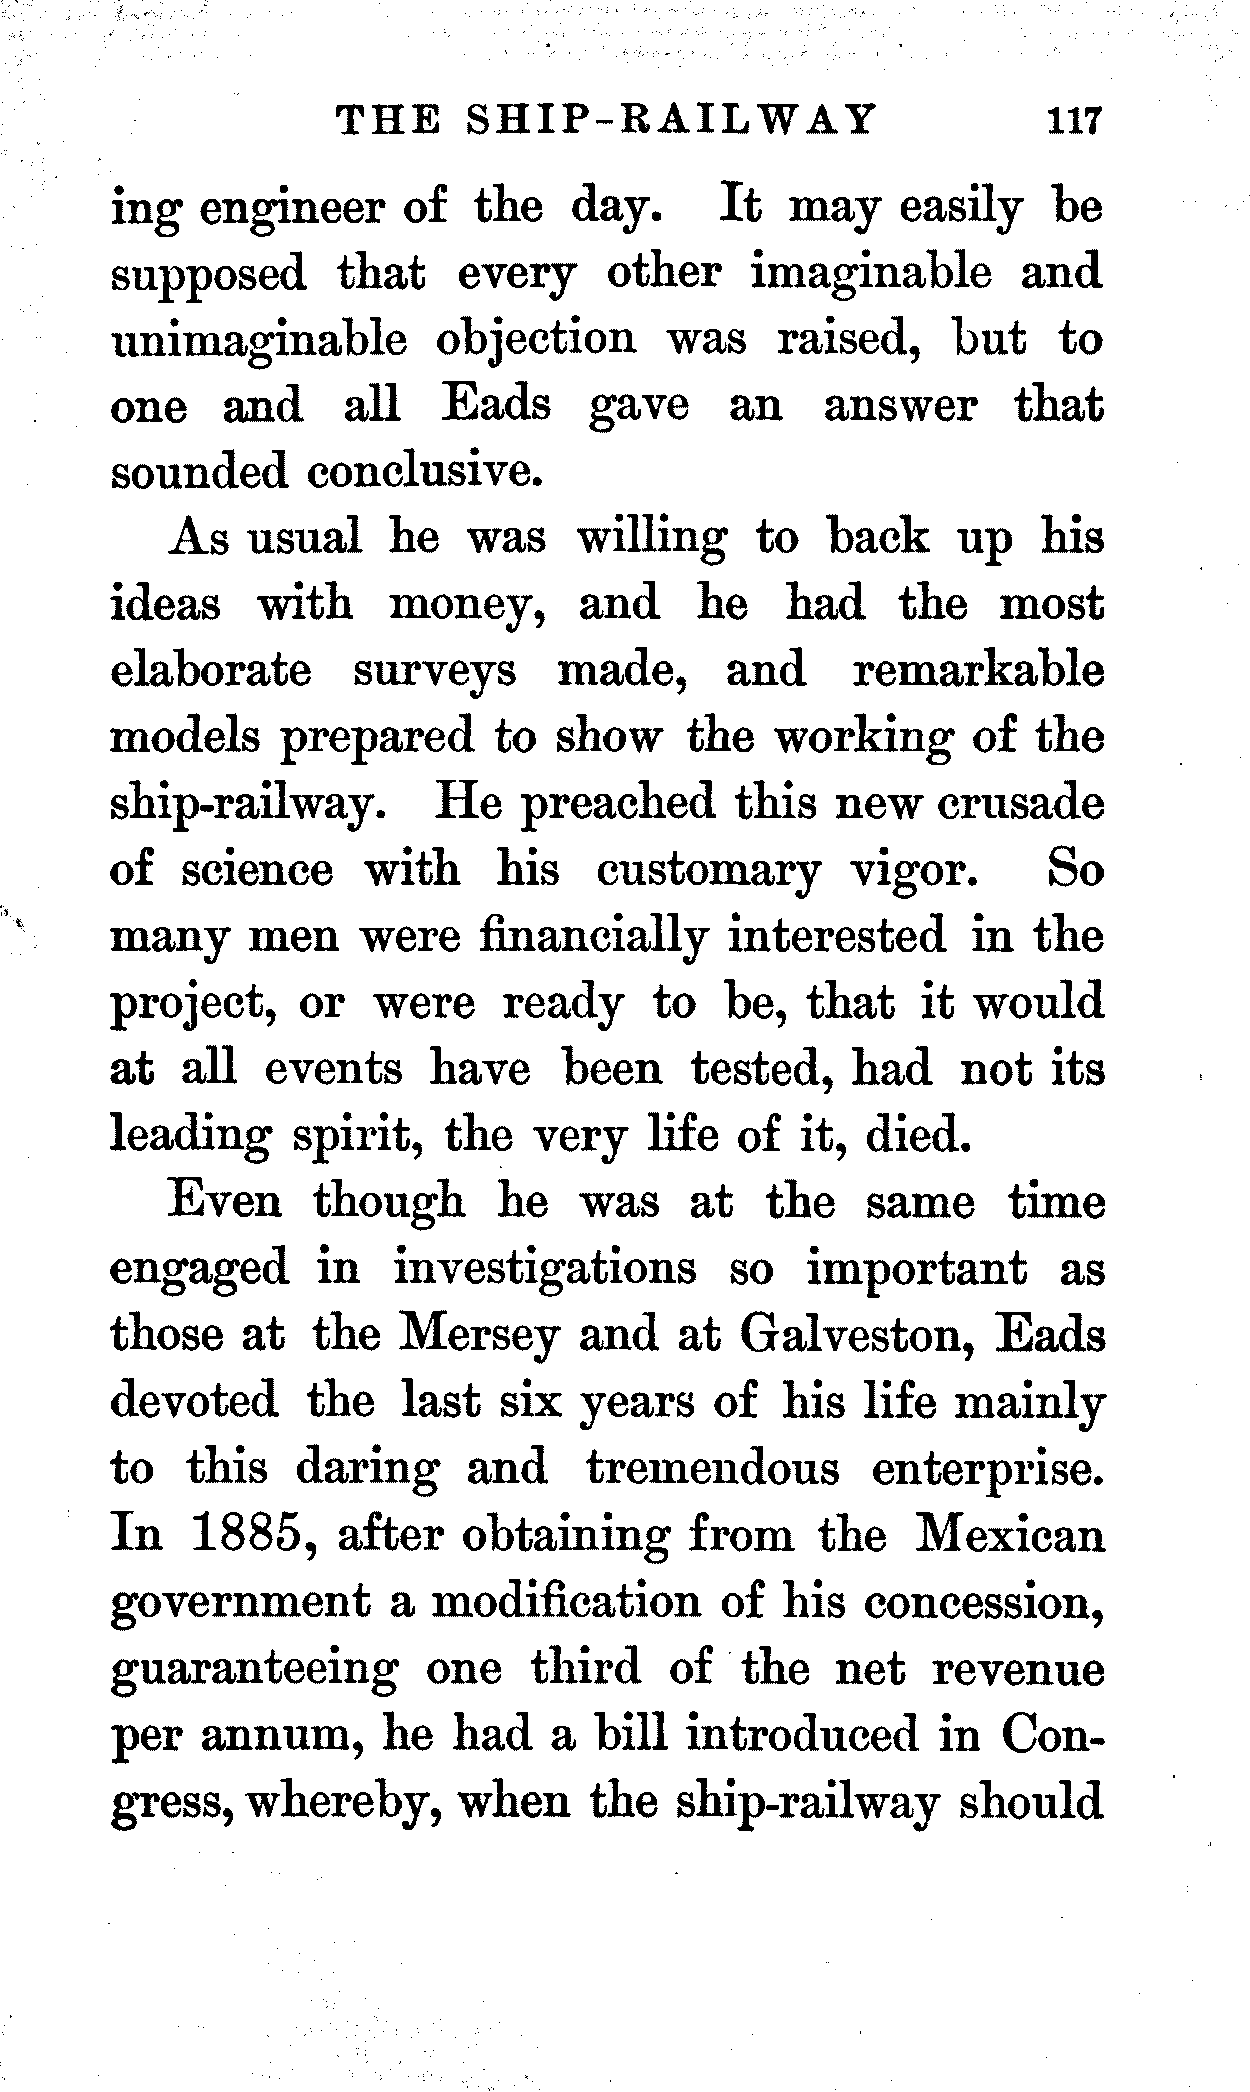 THE SHIP-RAILWAY 117
ing engineer of the day. It may easily be
supposed that every other imaginable and
unimaginable objection was raised, but to
one and all Eads gave an answer that
sounded conclusive.
As usual he was willing to back up his
ideas with money, and he had the most
elaborate surveys made, and remarkable
models prepared to show the working of the
ship-railway. He preached this new crusade
of science with his customary vigor. So
many men were financially interested in the
project, or were ready to be, that it would
at all events have been tested, had not its
leading spirit, the very life of it, died.
Even though he was at the same time
engaged in investigations so important as
those at the Mersey and at Galveston, Eads
devoted the last six years of his life mainly
to this daring and tremendous enterprise.
In 1885, after obtaining from the Mexican
government a modification of his concession,
guaranteeing one third of the net revenue
per annum, he had a bill introduced in Con-
gress, whereby, when the ship-railway should